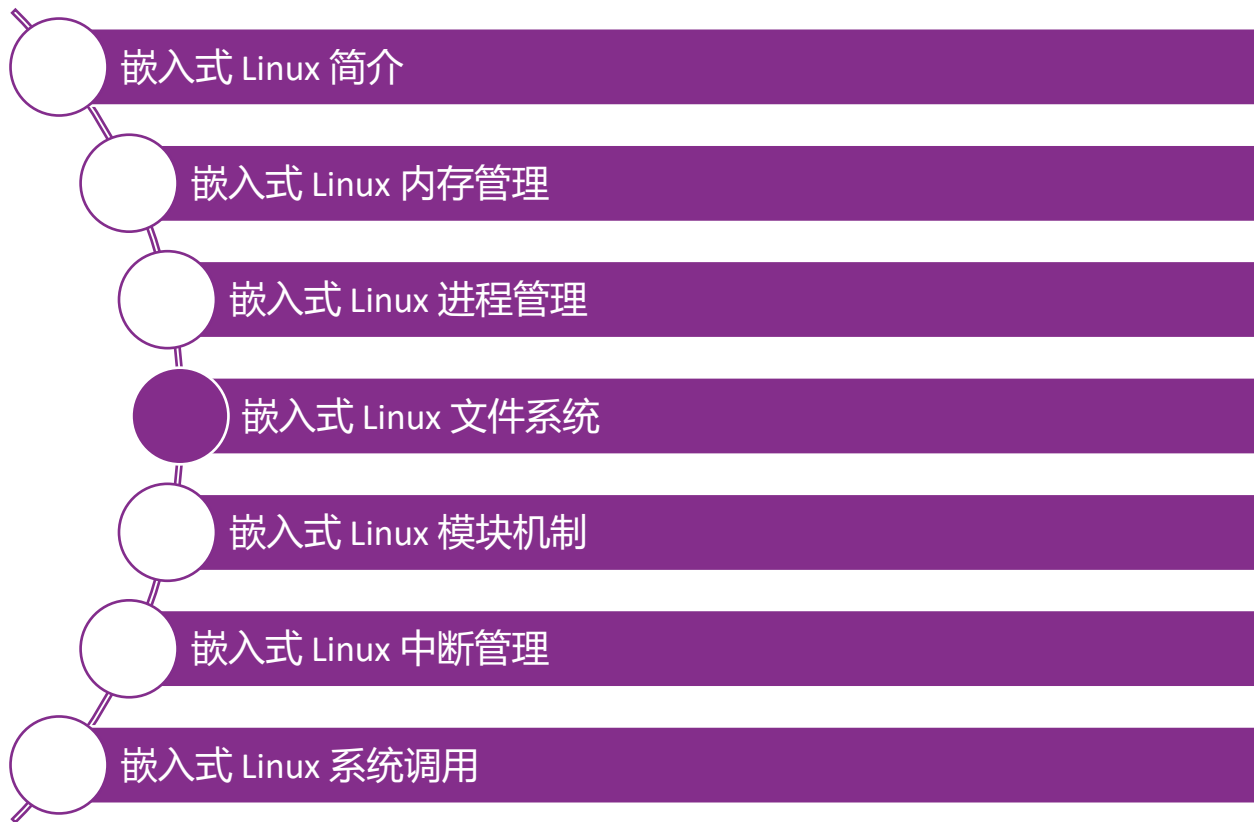 嵌入式 Linux 简介
嵌入式 Linux 内存管理
嵌入式 Linux 进程管理
嵌入式 Linux 文件系统
嵌入式 Linux 模块机制
嵌入式 Linux 中断管理
嵌入式 Linux 系统调用